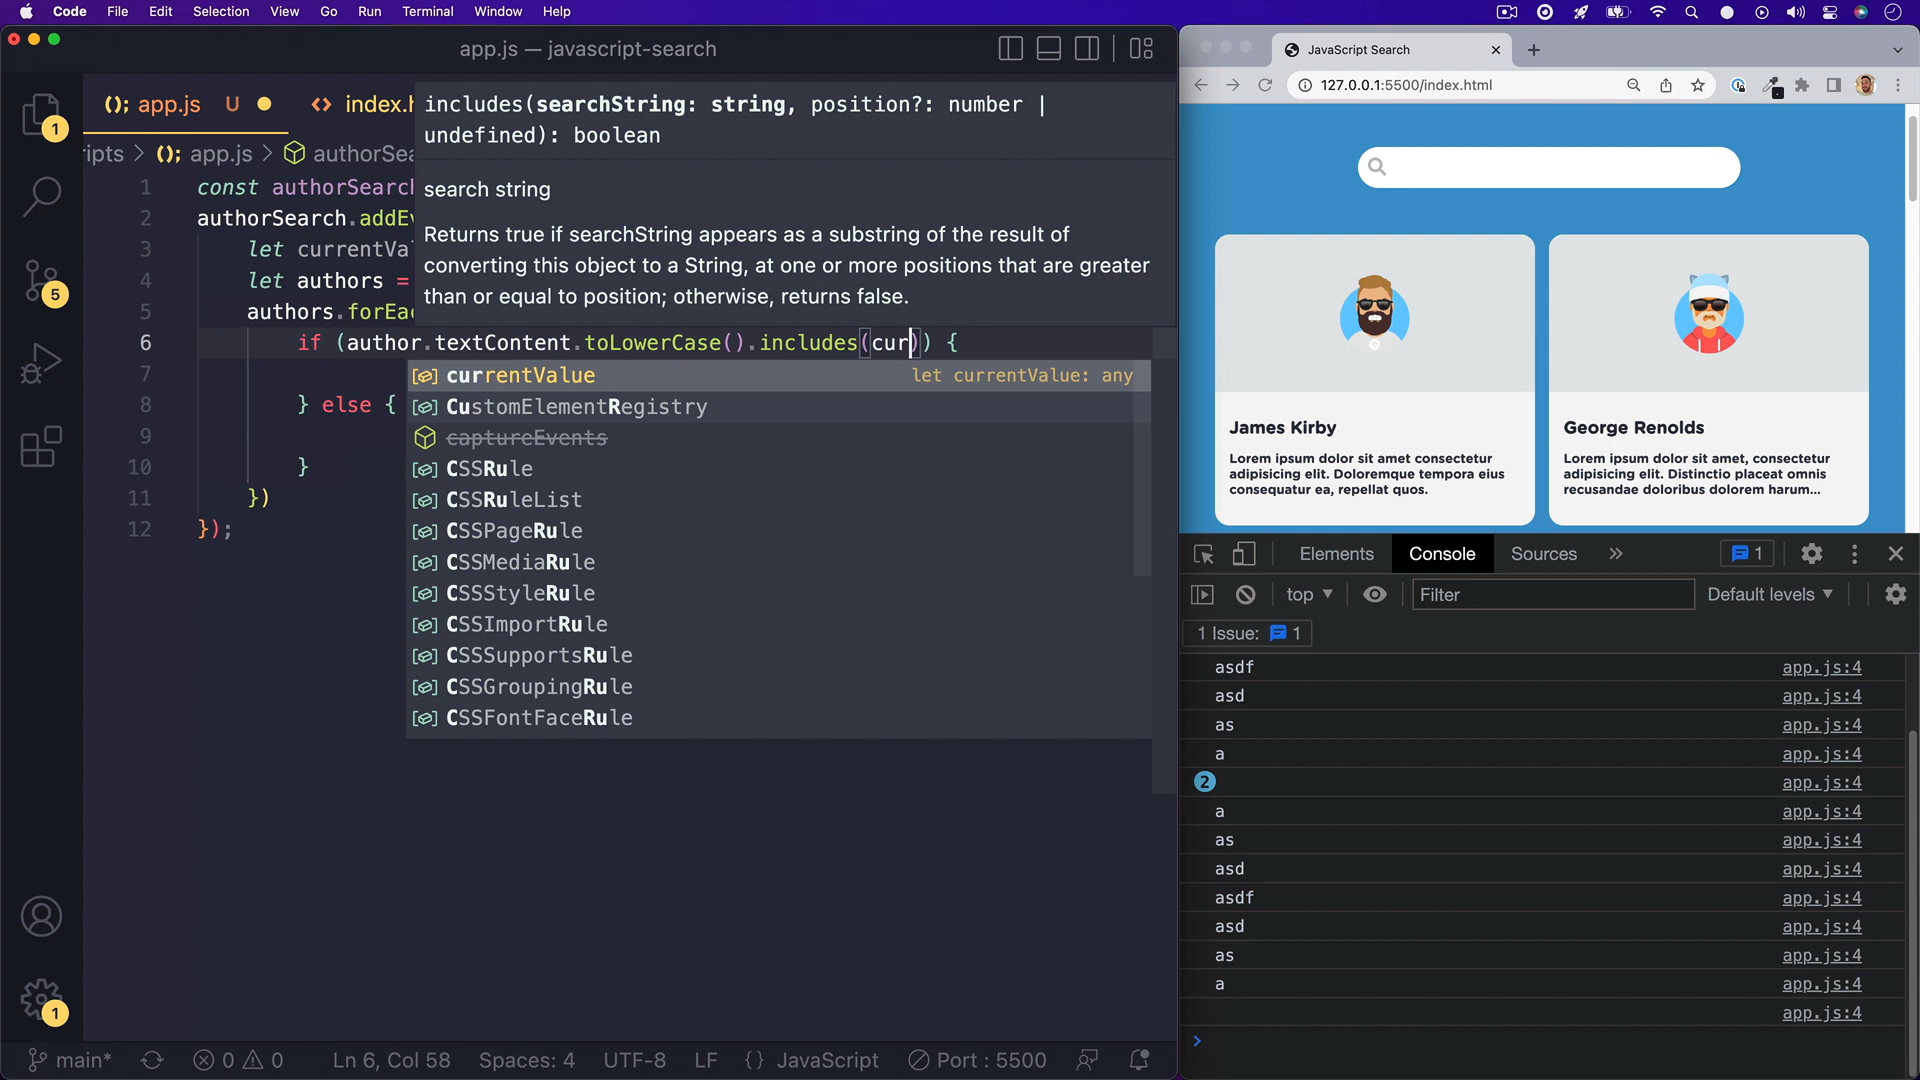 Code File Edit Selection View Go Run Terminal Window Help
app.js — javascript-search
(); app.js U <> index.h
ripts > (); app.js > authorSea
includes(searchString: string, position?: number |
undefined): boolean
search string
Returns true if searchString appears as a substring of the result of
converting this object to a String, at one or more positions that are greater
than or equal to position; otherwise, returns false.
1 const authorSearch
2 authorSearch.addEv
3 let currentVal
4 let authors =
5 authors.forEac
6 if (author.textContent.toLowerCase().includes(cur)) {
7
8 } else {
9
10 }
11 })
12 });
currentValue let currentValue: any
CustomElementRegistry
captureEvents
CSSRule
CSSRuleList
CSSPageRule
CSSMediaRule
CSSStyleRule
CSSImportRule
CSSSupportsRule
CSSGroupingRule
CSSFontFaceRule
1
5
1
main* 0 0 Ln 6, Col 58 Spaces: 4 UTF-8 LF {} JavaScript Port : 5500
JavaScript Search
127.0.0.1:5500/index.html
James Kirby
Lorem ipsum dolor sit amet consectetur
adipisicing elit. Doloremque tempora eius
consequatur ea, repellat quos.
George Renolds
Lorem ipsum dolor sit amet, consectetur
adipisicing elit. Distinctio placeat omnis
recusandae doloribus dolorem harum...
Elements Console Sources » 1
top ▼ Filter Default levels ▼
1 Issue: 1
asdf app.js:4
asd app.js:4
as app.js:4
a app.js:4
2 app.js:4
a app.js:4
as app.js:4
asd app.js:4
asdf app.js:4
asd app.js:4
as app.js:4
a app.js:4
app.js:4
>